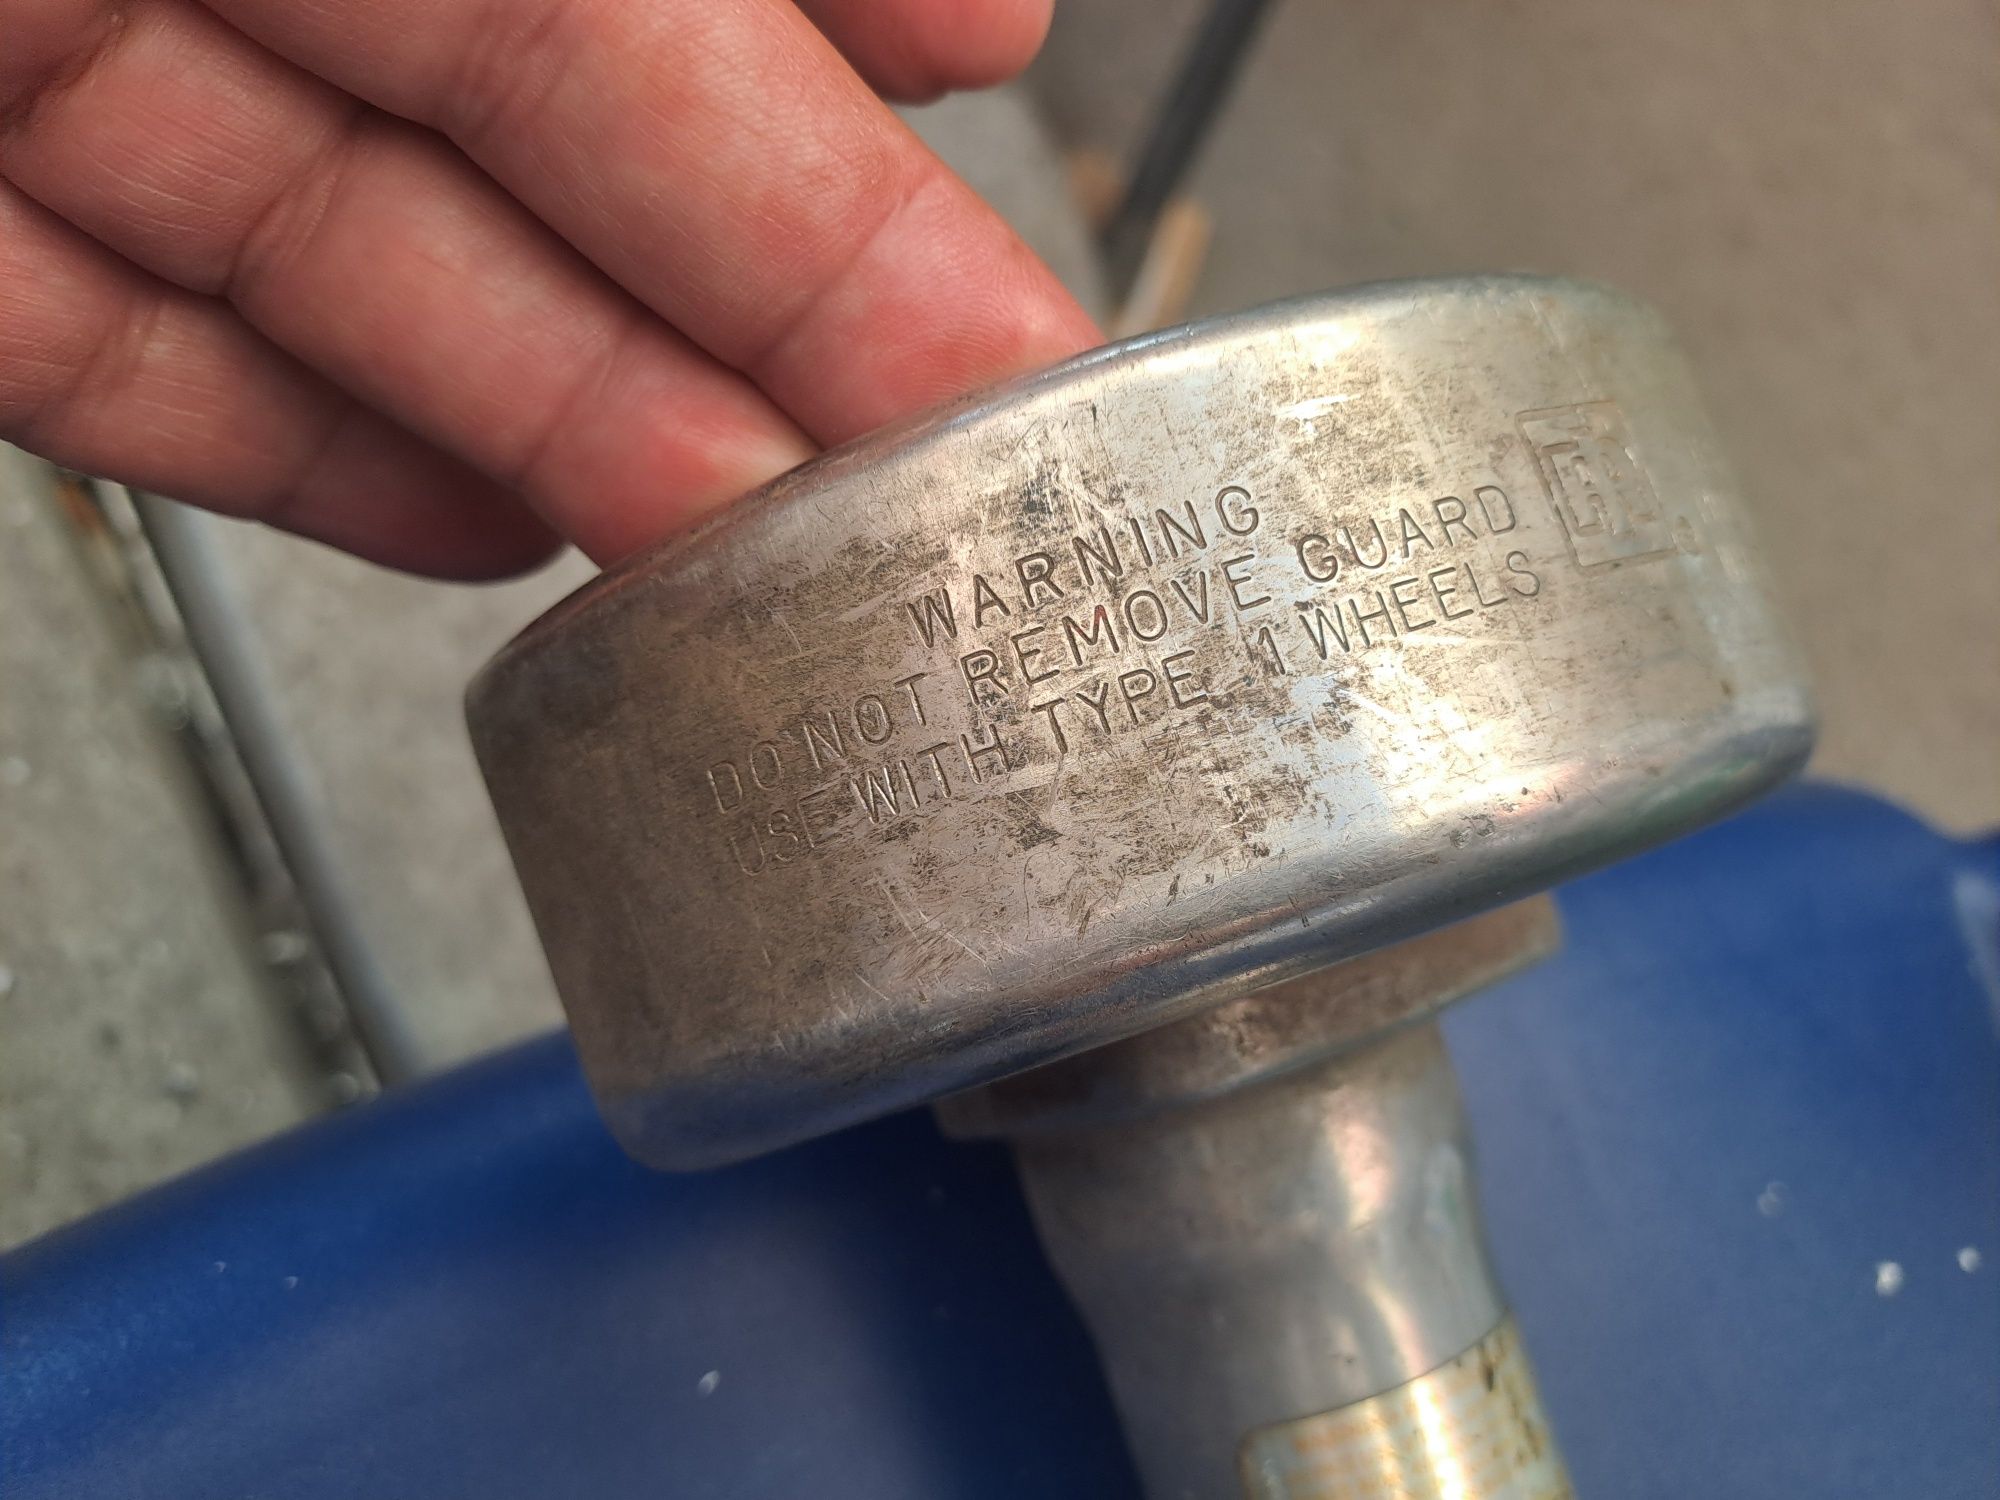 WARNING
DO NOT REMOVE GUARD
USE WITH TYPE 1 WHEELS